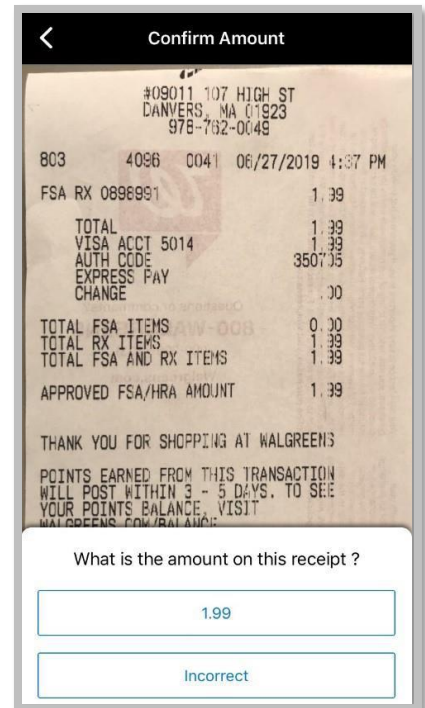 Confirm Amount
#09011 107 HIGH ST
DANVERS, MA 01923
978-762-0049
803 4096 0041 06/27/2019 4:37 PM
FSA RX 0898991 1.99
TOTAL 1.99
VISA ACCT 5014 1.99
AUTH CODE 350705
EXPRESS PAY
CHANGE .00
TOTAL FSA ITEMS 0.00
TOTAL RX ITEMS 1.99
TOTAL FSA AND RX ITEMS 1.99
APPROVED FSA/HRA AMOUNT 1.99
THANK YOU FOR SHOPPING AT WALGREENS
POINTS EARNED FROM THIS TRANSACTION
WILL POST WITHIN 3 - 5 DAYS. TO SEE
YOUR POINTS BALANCE, VISIT
WALGREENS.COM/BALANCE
What is the amount on this receipt ?
1.99
Incorrect